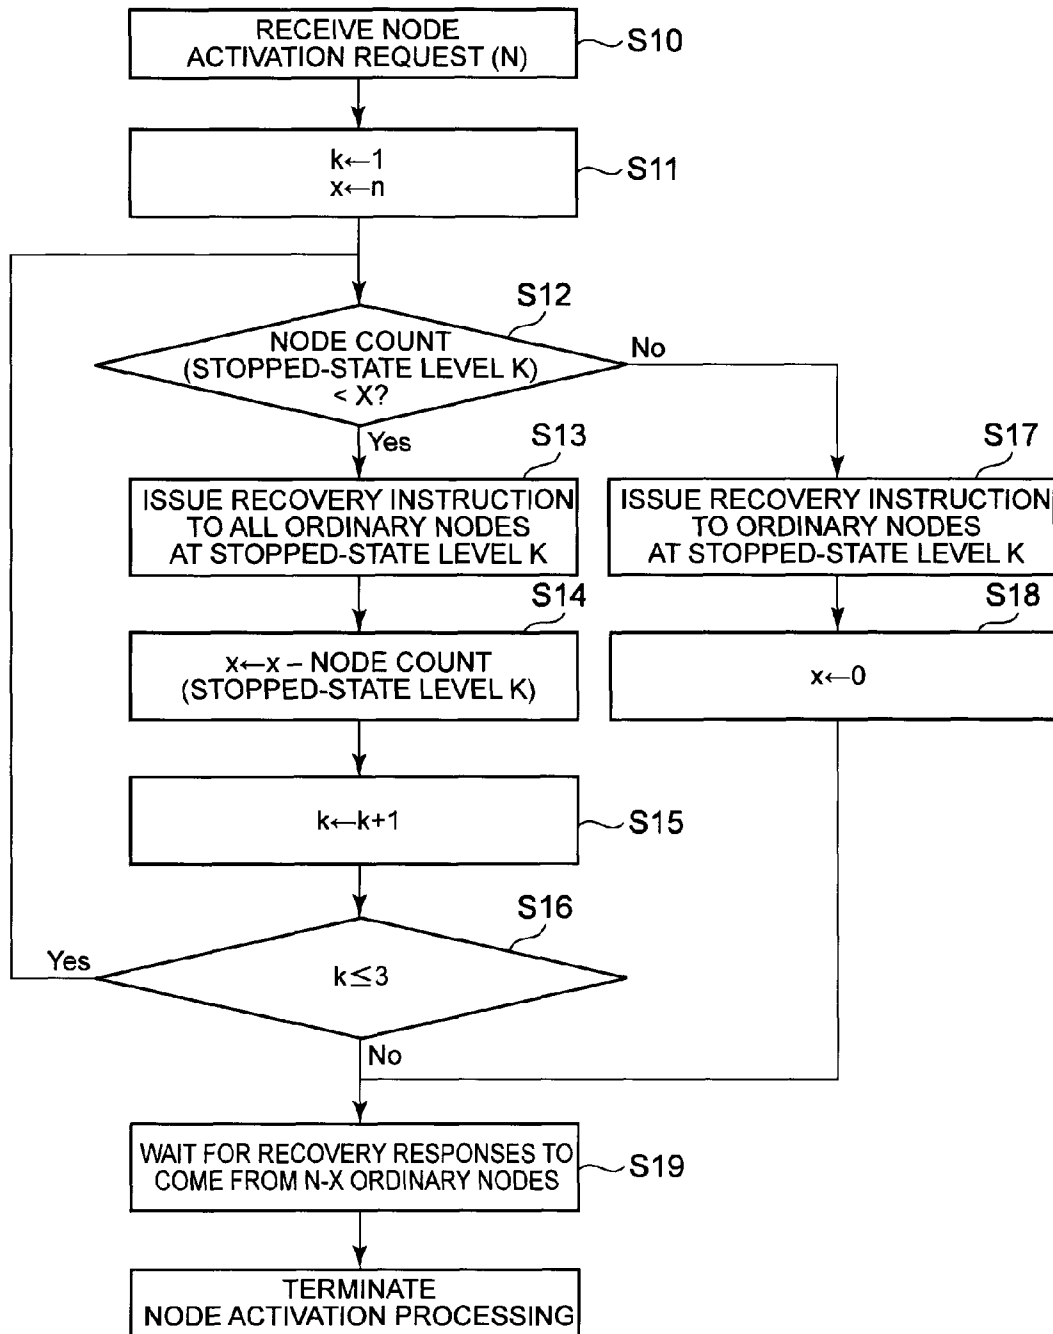 RECEIVE NODE
ACTIVATION REQUEST (N)
S10
k←1
x←n
S11
S12
NODE COUNT
(STOPPED-STATE LEVEL K)
< X?
No
Yes
S13
ISSUE RECOVERY INSTRUCTION
TO ALL ORDINARY NODES
AT STOPPED-STATE LEVEL K
S17
ISSUE RECOVERY INSTRUCTION
TO ORDINARY NODES
AT STOPPED-STATE LEVEL K
S14
x←x – NODE COUNT
(STOPPED-STATE LEVEL K)
S18
x←0
k←k+1
S15
S16
Yes
k≦3
No
WAIT FOR RECOVERY RESPONSES TO
COME FROM N-X ORDINARY NODES
S19
TERMINATE
NODE ACTIVATION PROCESSING